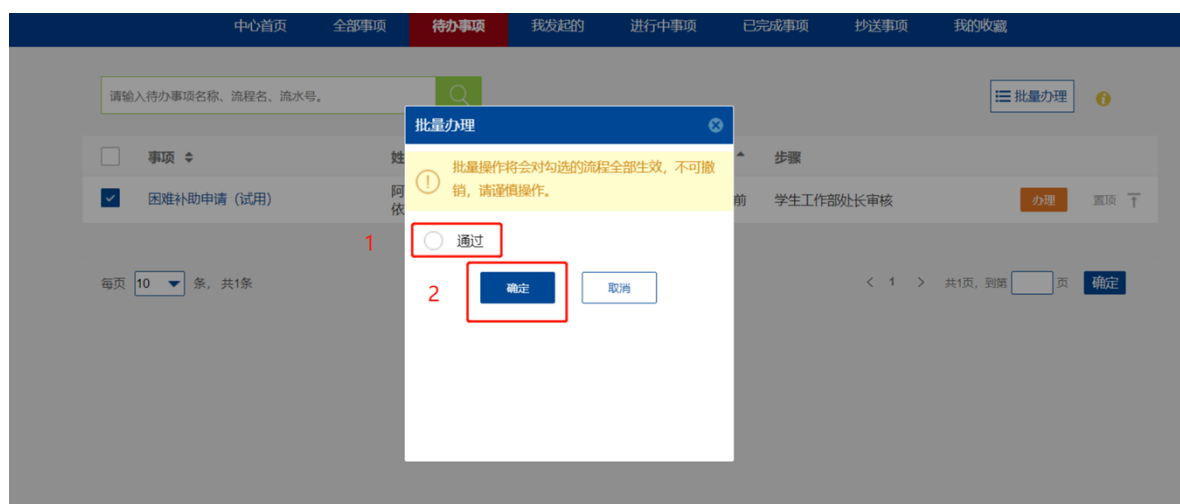 中心首页 全部事项 待办事项 我发起的 进行中事项 已完成事项 抄送事项 我的收藏
请输入待办事项名称、流程名、流水号。
批量办理
批量办理
事项 姓 步骤
批量操作将会对勾选的流程全部生效，不可撤
销，请谨慎操作。
困难补助申请（试用） 阿 前 学生工作部处长审核 办理 置顶
依
1 通过
每页 10 条，共1条 < 1 > 共1页，到第 页 确定
2 确定 取消